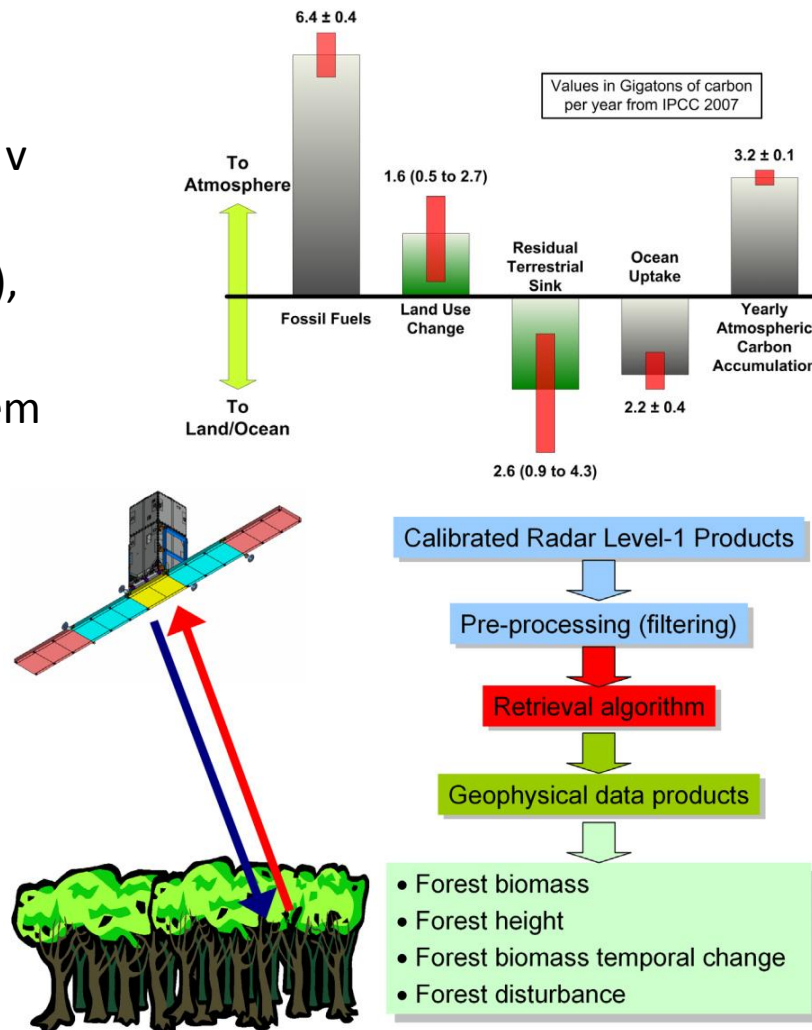 6.4 ± 0.4
Values in Gigatons of carbon
per year from IPCC 2007
v
To
Atmosphere
1.6 (0.5 to 2.7)
3.2 ± 0.1
Residual
Terrestrial
Sink
Ocean
Uptake
),
Fossil Fuels
Land Use
Change
Yearly
Atmospheric
Carbon
Accumulation
To
Land/Ocean
em
2.2 ± 0.4
2.6 (0.9 to 4.3)
Calibrated Radar Level-1 Products
Pre-processing (filtering)
Retrieval algorithm
Geophysical data products
• Forest biomass
• Forest height
• Forest biomass temporal change
• Forest disturbance